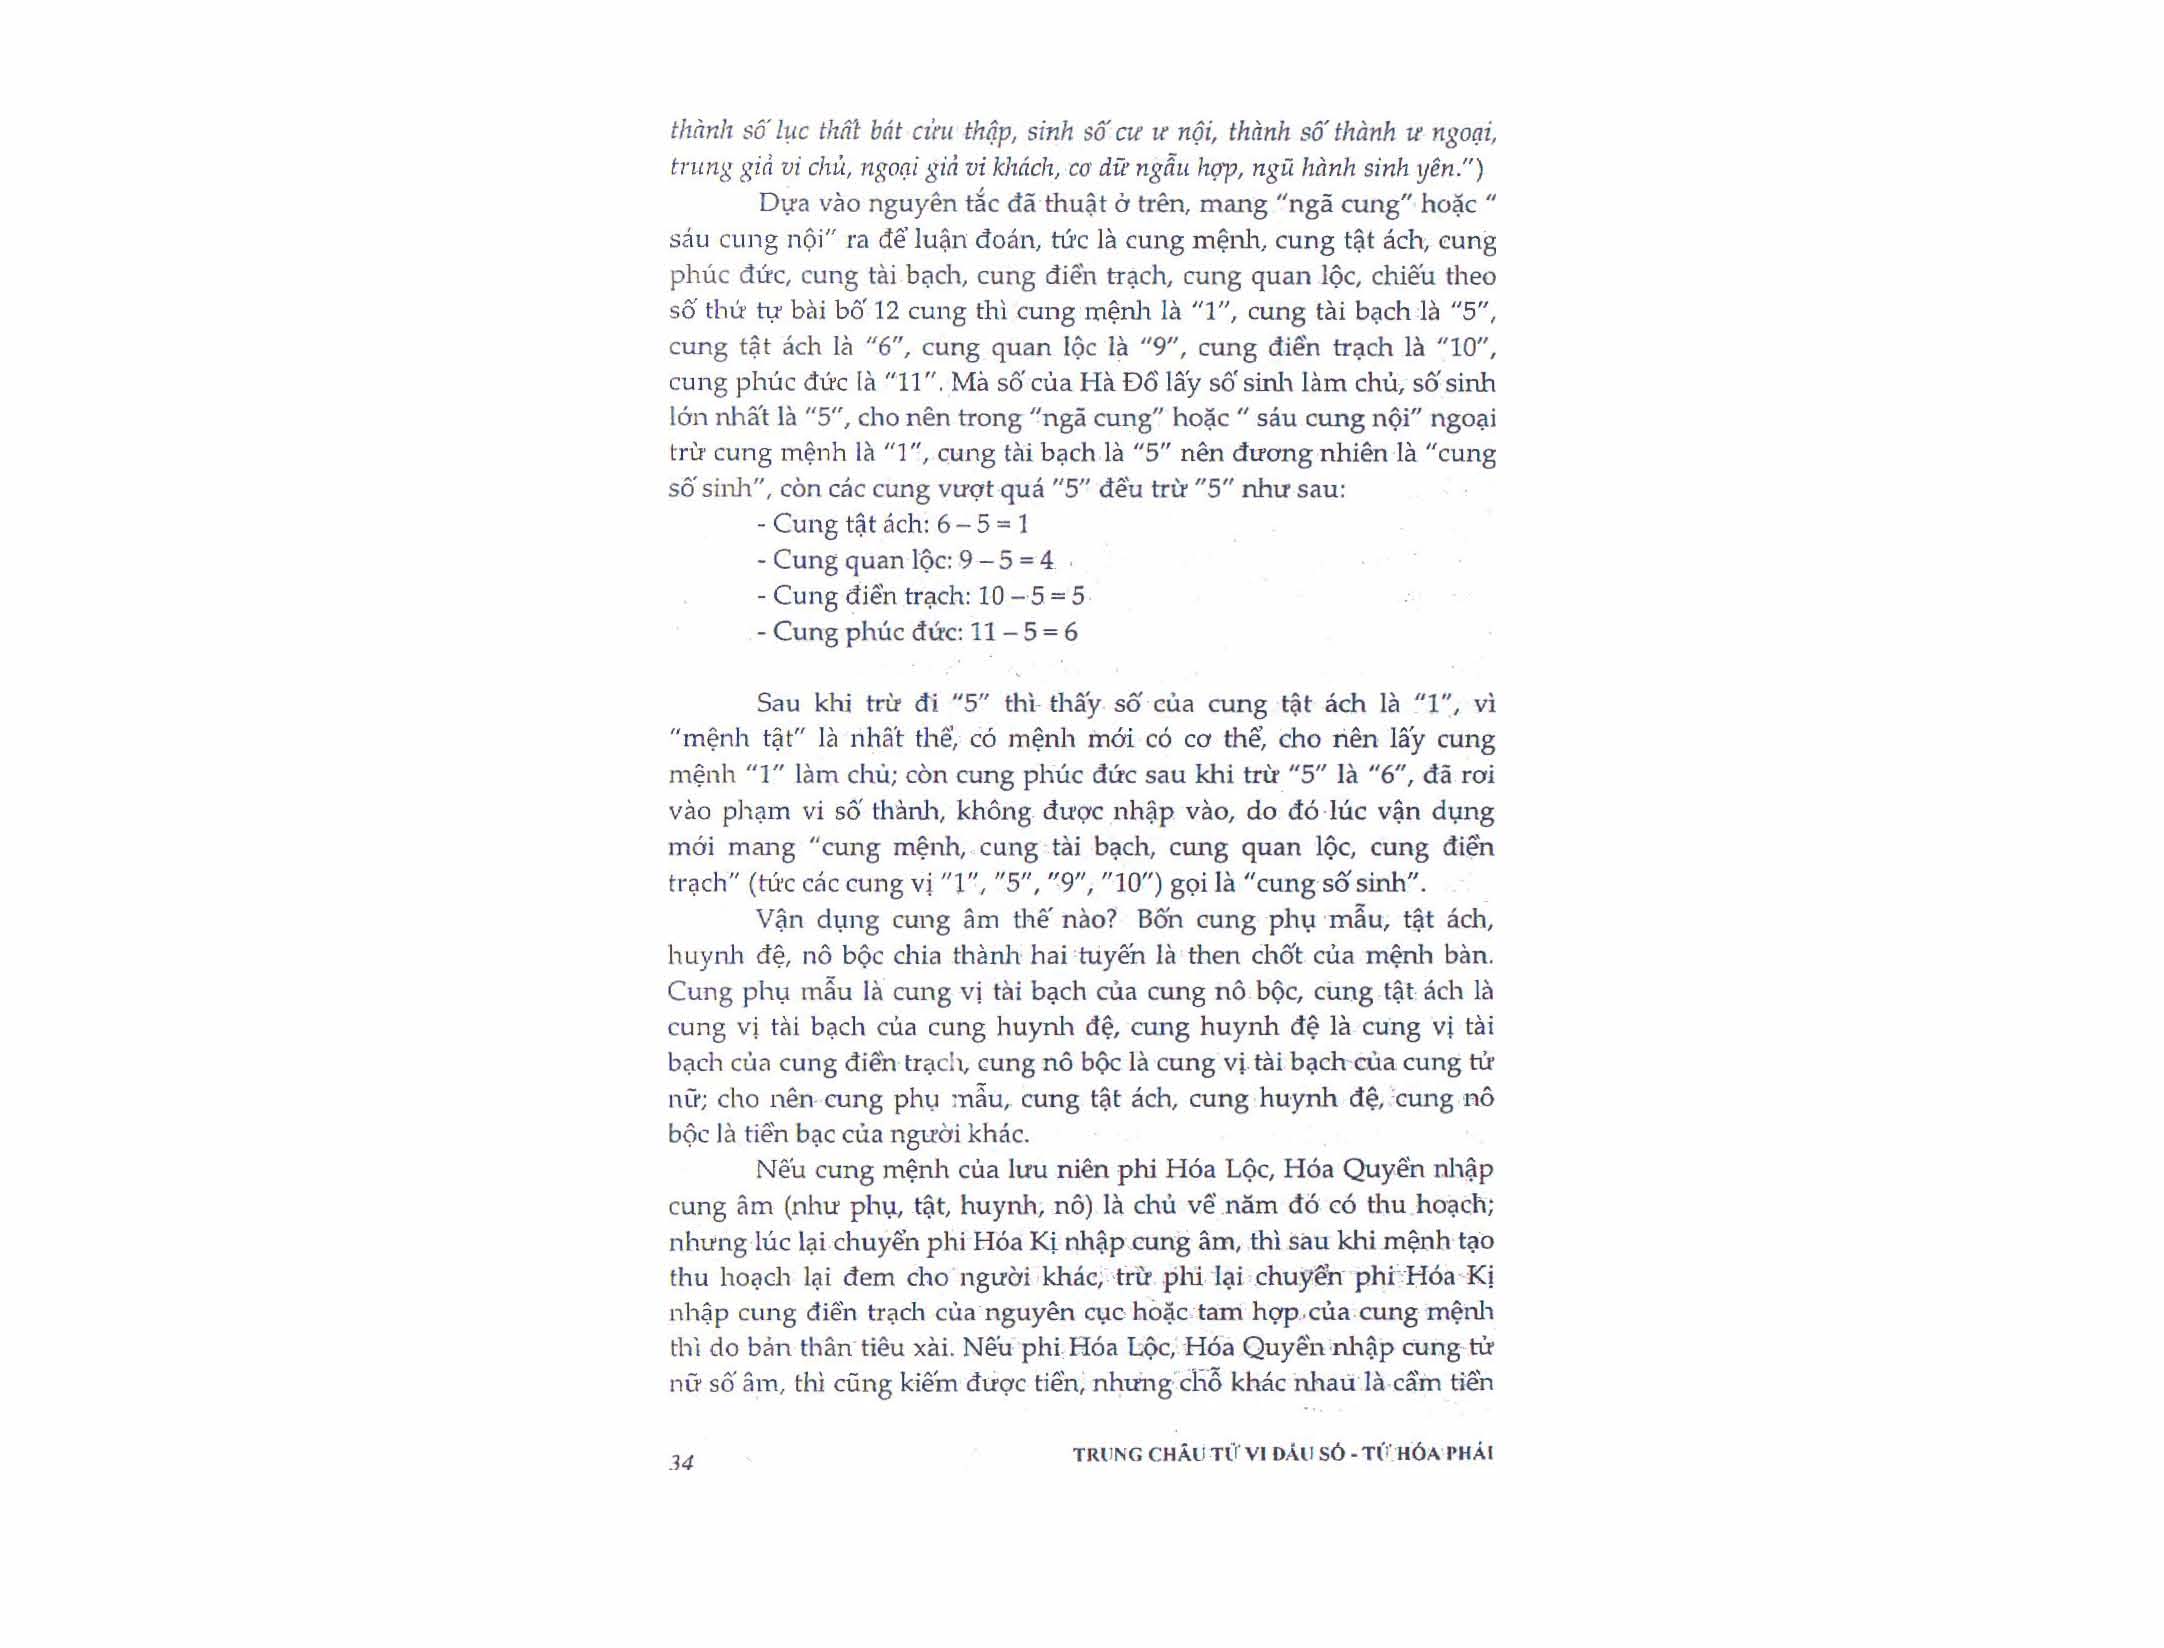 thành số lục thất bát cửu thập, sinh số cư ư nội, thành số thành ư ngoại,
trung giả vi chủ, ngoại giả vi khách, cơ dữ ngẫu hợp, ngũ hành sinh yên.")
Dựa vào nguyên tắc đã thuật ở trên, mang "ngã cung" hoặc "
sáu cung nội" ra để luận đoán, tức là cung mệnh, cung tật ách, cung
phúc đức, cung tài bạch, cung điền trạch, cung quan lộc, chiếu theo
số thứ tự bài bố 12 cung thì cung mệnh là "1", cung tài bạch là "5",
cung tật ách là "6", cung quan lộc là "9", cung điền trạch là "10",
cung phúc đức là "11". Mà số của Hà Đồ lấy số sinh làm chủ, số sinh
lớn nhất là "5", cho nên trong "ngã cung" hoặc " sáu cung nội" ngoại
trừ cung mệnh là "1", cung tài bạch là "5" nên đương nhiên là "cung
số sinh", còn các cung vượt quá "5" đều trừ "5" như sau:
- Cung tật ách: 6 – 5 = 1
- Cung quan lộc: 9 – 5 = 4
- Cung điền trạch: 10 – 5 = 5
- Cung phúc đức: 11 – 5 = 6
Sau khi trừ đi "5" thì thấy số của cung tật ách là "1", vì
"mệnh tật" là nhất thể, có mệnh mới có cơ thể, cho nên lấy cung
mệnh "1" làm chủ; còn cung phúc đức sau khi trừ "5" là "6", đã rơi
vào phạm vi số thành, không được nhập vào, do đó lúc vận dụng
mới mang "cung mệnh, cung tài bạch, cung quan lộc, cung điền
trạch" (tức các cung vị "1", "5", "9", "10") gọi là "cung số sinh".
Vận dụng cung âm thế nào? Bốn cung phụ mẫu, tật ách,
huynh đệ, nô bộc chia thành hai tuyến là then chốt của mệnh bàn.
Cung phụ mẫu là cung vị tài bạch của cung nô bộc, cung tật ách là
cung vị tài bạch của cung huynh đệ, cung huynh đệ là cung vị tài
bạch của cung điền trạch, cung nô bộc là cung vị tài bạch của cung tử
nữ; cho nên cung phụ mẫu, cung tật ách, cung huynh đệ, cung nô
bộc là tiền bạc của người khác.
Nếu cung mệnh của lưu niên phi Hóa Lộc, Hóa Quyền nhập
cung âm (như phụ, tật, huynh, nô) là chủ về năm đó có thu hoạch;
nhưng lúc lại chuyển phi Hóa Kị nhập cung âm, thì sau khi mệnh tạo
thu hoạch lại đem cho người khác, trừ phi lại chuyển phi Hóa Kị
nhập cung điền trạch của nguyên cục hoặc tam hợp của cung mệnh
thì do bản thân tiêu xài. Nếu phi Hóa Lộc, Hóa Quyền nhập cung tử
nữ số âm, thì cũng kiếm được tiền, nhưng chỗ khác nhau là cầm tiền
34
TRUNG CHÂU TỬ VI ĐẨU SỐ - TỨ HÓA PHÁI